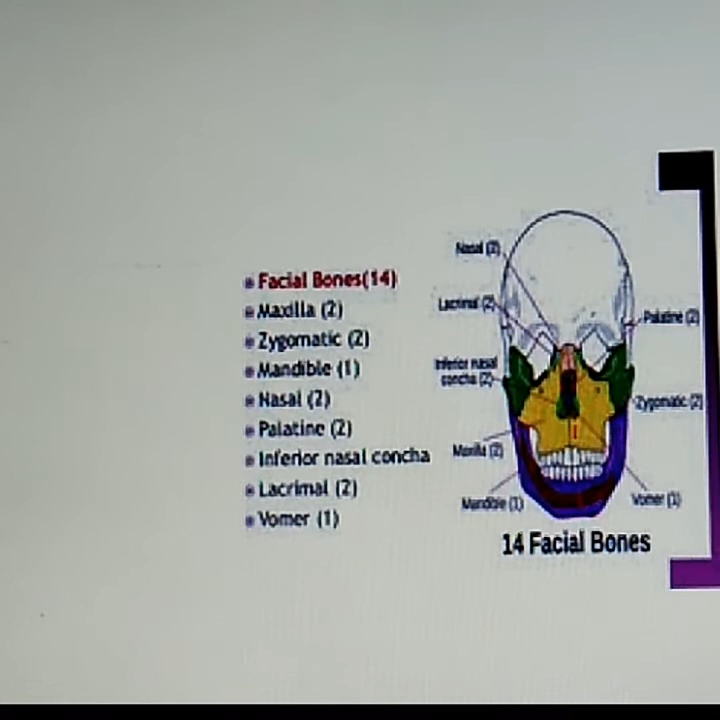 Facial Bones(14)
Maxilla (2)
Zygomatic (2)
Mandible (1)
Nasal (2)
Palatine (2)
Inferior nasal concha
Lacrimal (2)
Vomer (1)
Nasal (2)
Lacrimal (2)
Palatine (2)
Inferior nasal
concha (2)
Zygomatic (2)
Maxilla (2)
Mandible (1)
Vomer (1)
14 Facial Bones